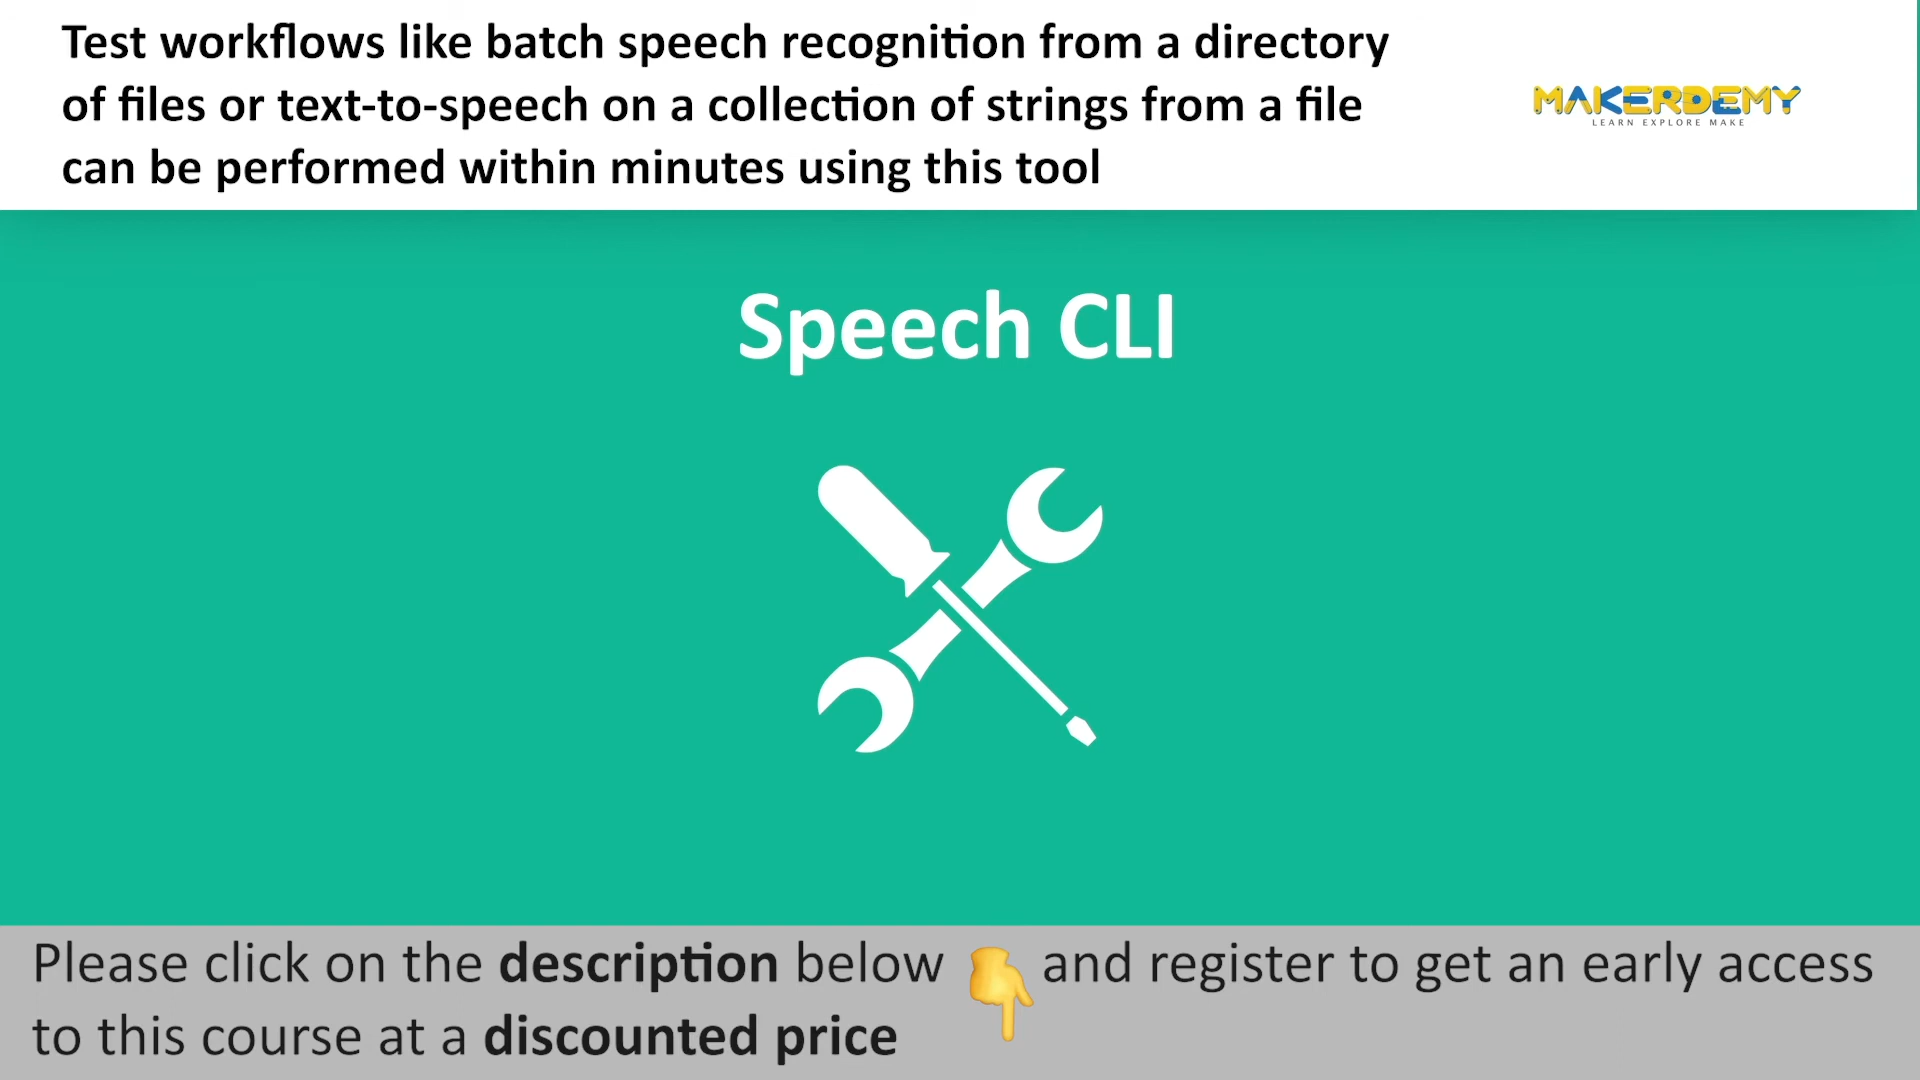 Test workflows like batch speech recognition from a directory
of files or text-to-speech on a collection of strings from a file
can be performed within minutes using this tool
MAKERDEMY
LEARN EXPLORE MAKE
Speech CLI
Please click on the description below 👇 and register to get an early access
to this course at a discounted price